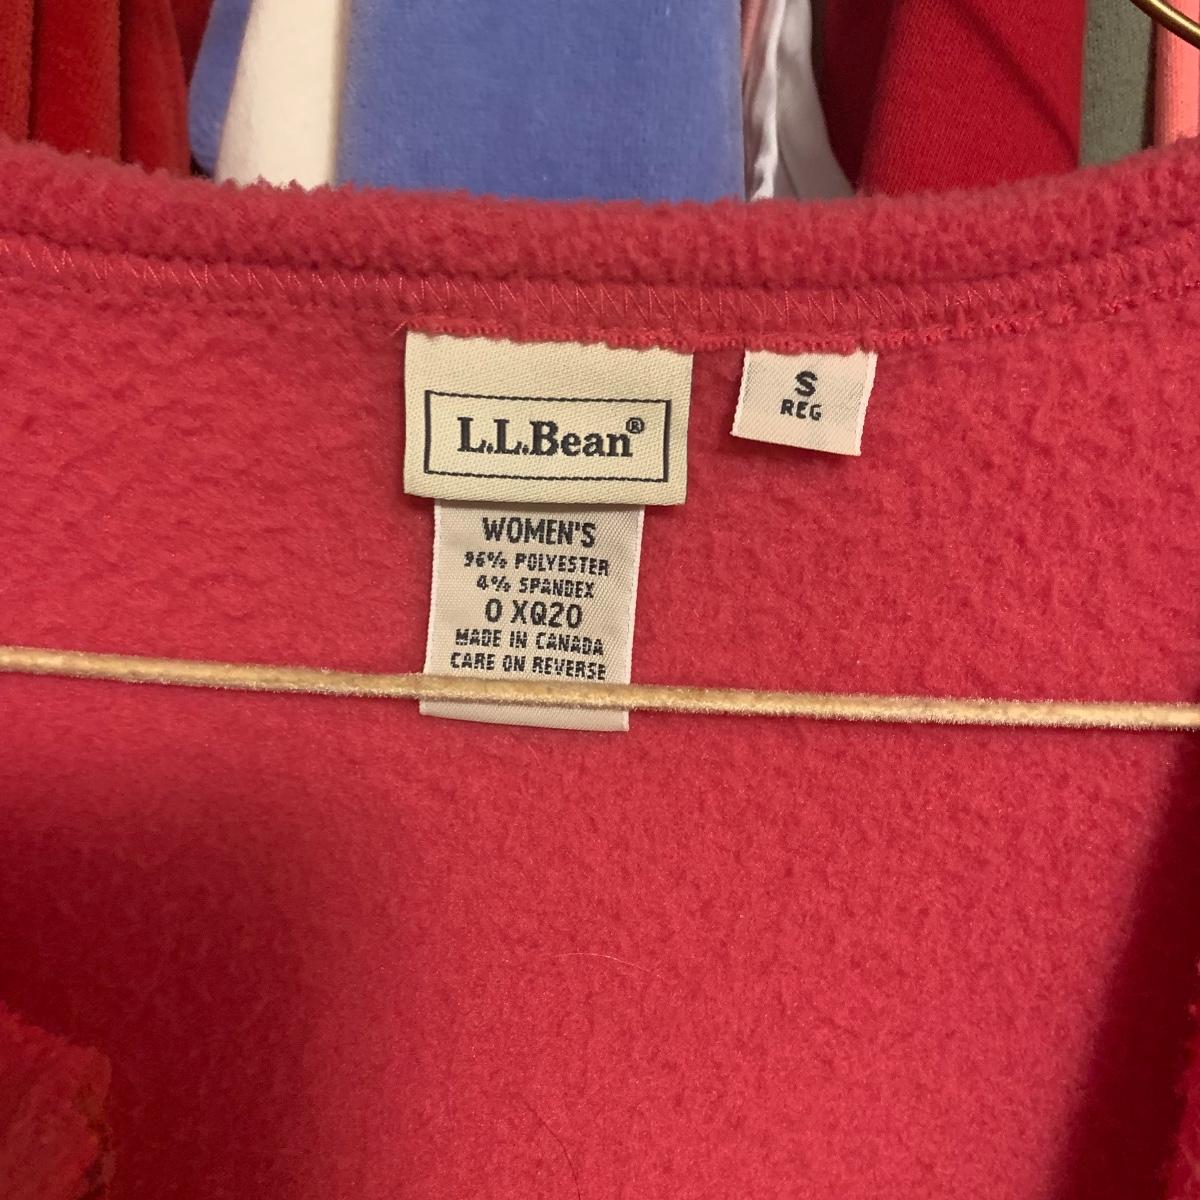 L.L.Bean®
S
REG
WOMEN'S
96% POLYESTER
4% SPANDEX
0 XQ20
MADE IN CANADA
CARE ON REVERSE